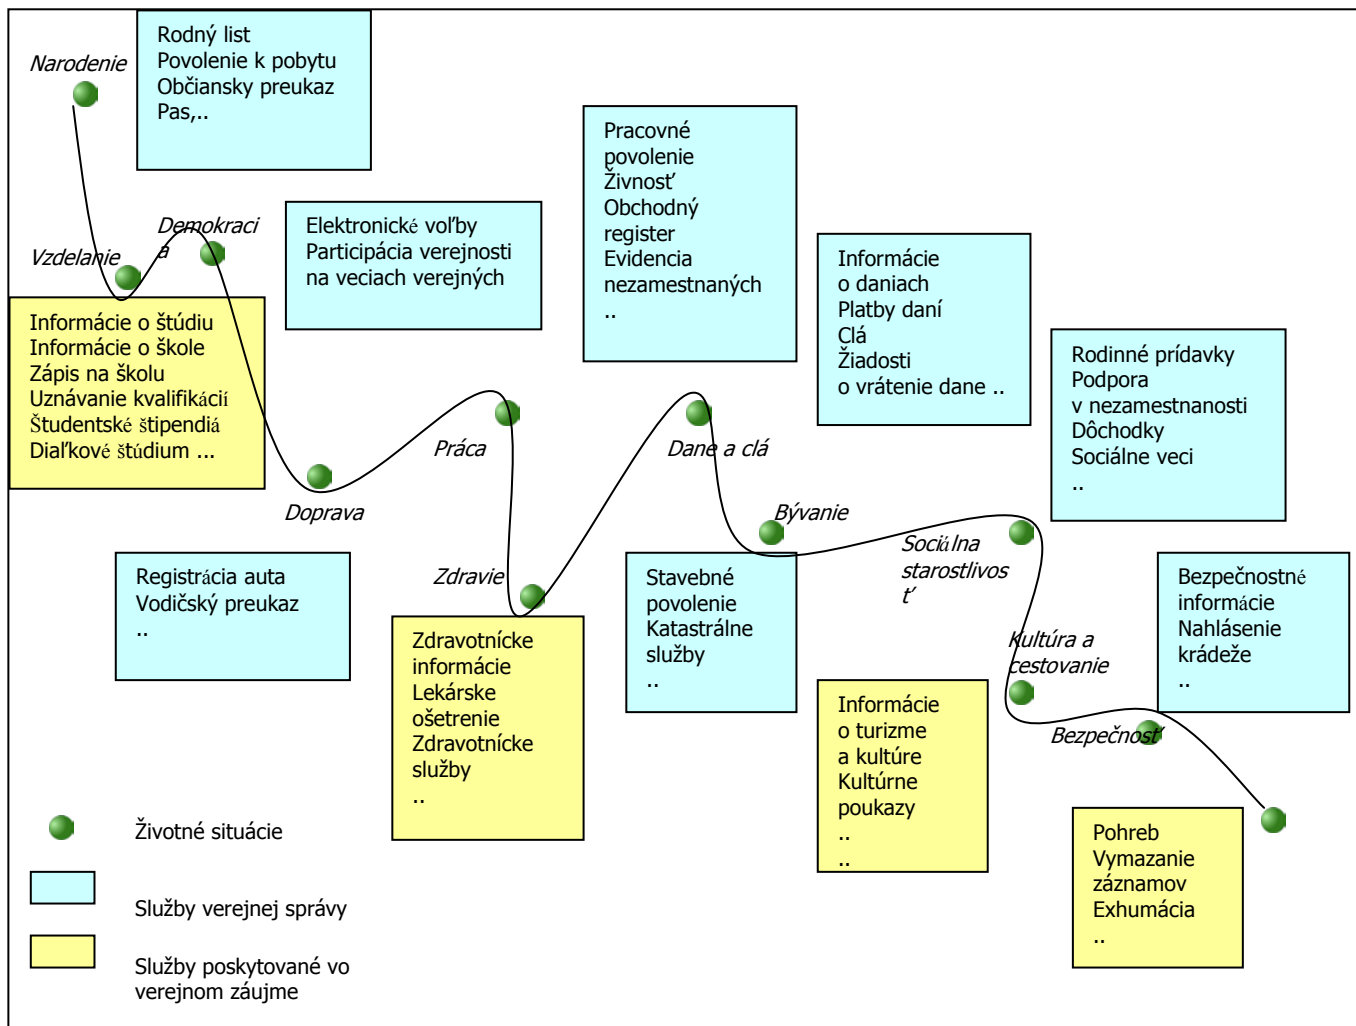 Narodenie
Rodný list
Povolenie k pobytu
Občiansky preukaz
Pas,..
Vzdelanie
Demokraci
a
Elektronické voľby
Participácia verejnosti
na veciach verejných
Pracovné
povolenie
Živnosť
Obchodný
register
Evidencia
nezamestnaných
..
Informácie
o daniach
Platby daní
Clá
Žiadosti
o vrátenie dane ..
Rodinné prídavky
Podpora
v nezamestnanosti
Dôchodky
Sociálne veci
..
Informácie o štúdiu
Informácie o škole
Zápis na školu
Uznávanie kvalifikácií
Študentské štipendiá
Diaľkové štúdium ...
Doprava
Práca
Dane a clá
Bývanie
Sociálna
starostlivos
ť
Registrácia auta
Vodičský preukaz
..
Zdravie
Zdravotnícke
informácie
Lekárske
ošetrenie
Zdravotnícke
služby
..
Stavebné
povolenie
Katastrálne
služby
..
Kultúra a
cestovanie
Informácie
o turizme
a kultúre
Kultúrne
poukazy
..
..
Bezpečnosť
Bezpečnostné
informácie
Nahlásenie
krádeže
..
Pohreb
Vymazanie
záznamov
Exhumácia
..
Životné situácie
Služby verejnej správy
Služby poskytované vo
verejnom záujme